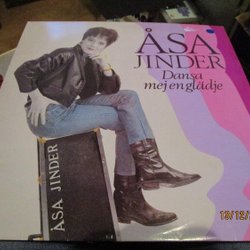 ÅSA
JINDER
Dansa
mej en glädje
ÅSA JINDER